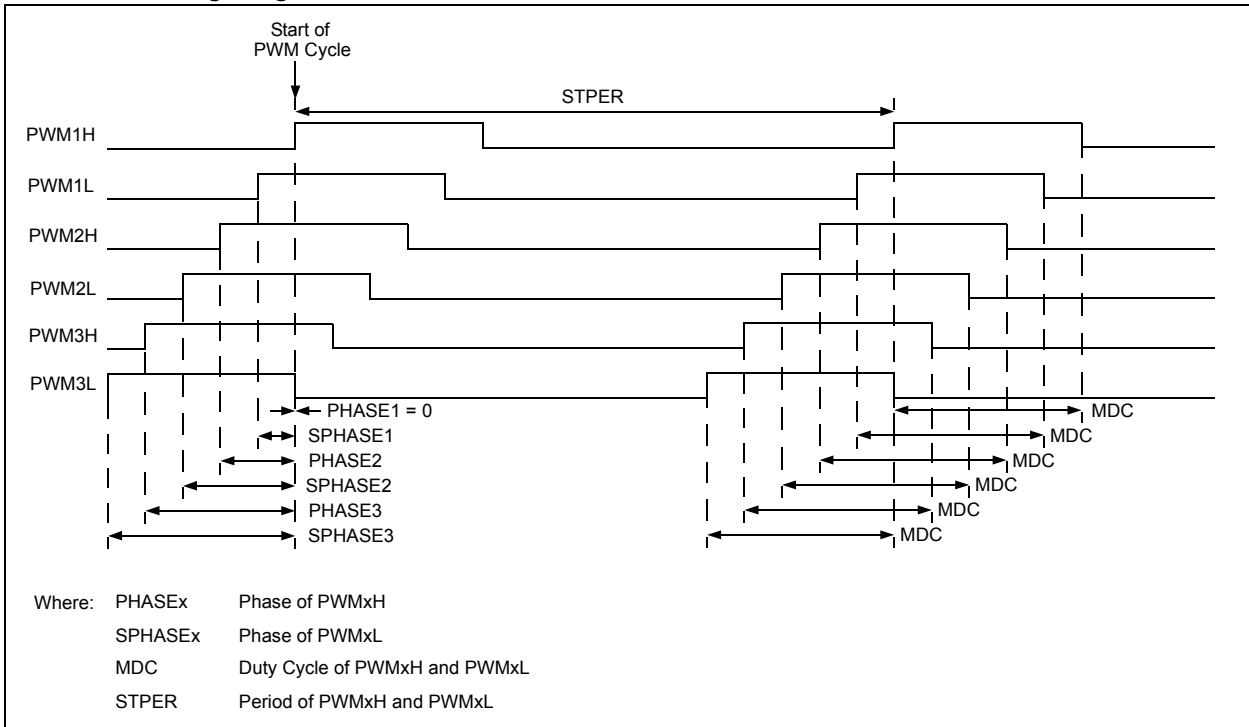 Start of
PWM Cycle
STPER
PWM1H
PWM1L
PWM2H
PWM2L
PWM3H
PWM3L
PHASE1 = 0
MDC
SPHASE1
MDC
PHASE2
MDC
SPHASE2
MDC
PHASE3
MDC
SPHASE3
MDC
Where: PHASEx Phase of PWMxH
SPHASEx Phase of PWMxL
MDC Duty Cycle of PWMxH and PWMxL
STPER Period of PWMxH and PWMxL